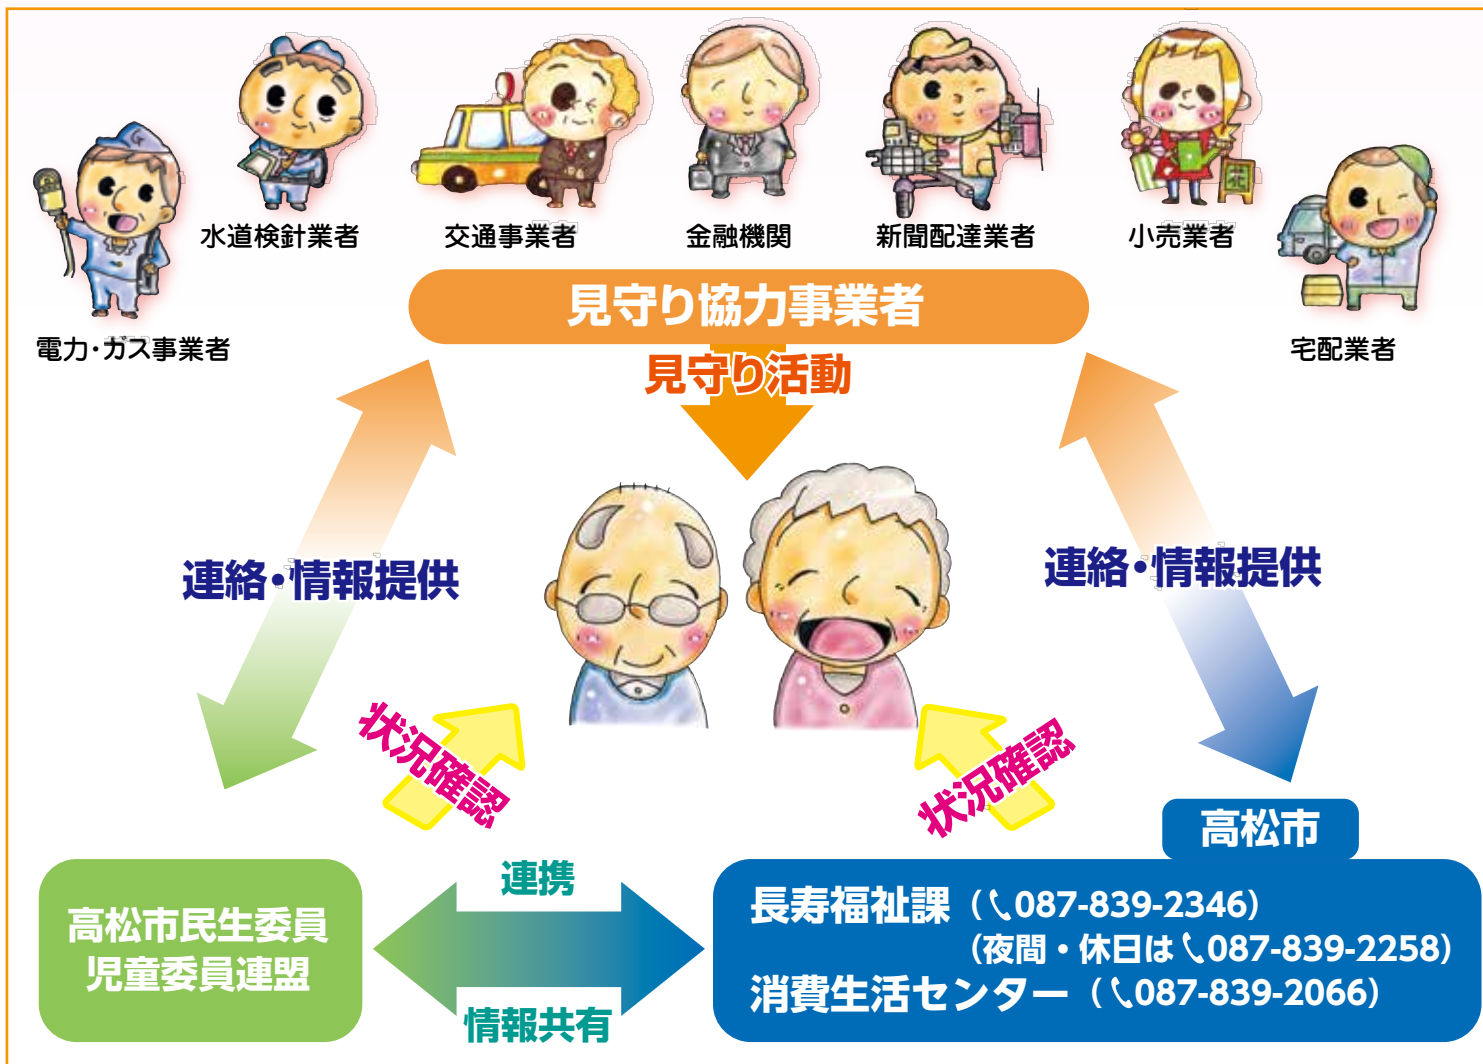 水道検針業者
交通事業者
金融機関
新聞配達業者
小売業者
電力・ガス事業者
宅配業者
見守り協力事業者
見守り活動
連絡・情報提供
連絡・情報提供
状況確認
状況確認
高松市
高松市民生委員
児童委員連盟
連携
情報共有
長寿福祉課（087-839-2346）
（夜間・休日は087-839-2258）
消費生活センター（087-839-2066）